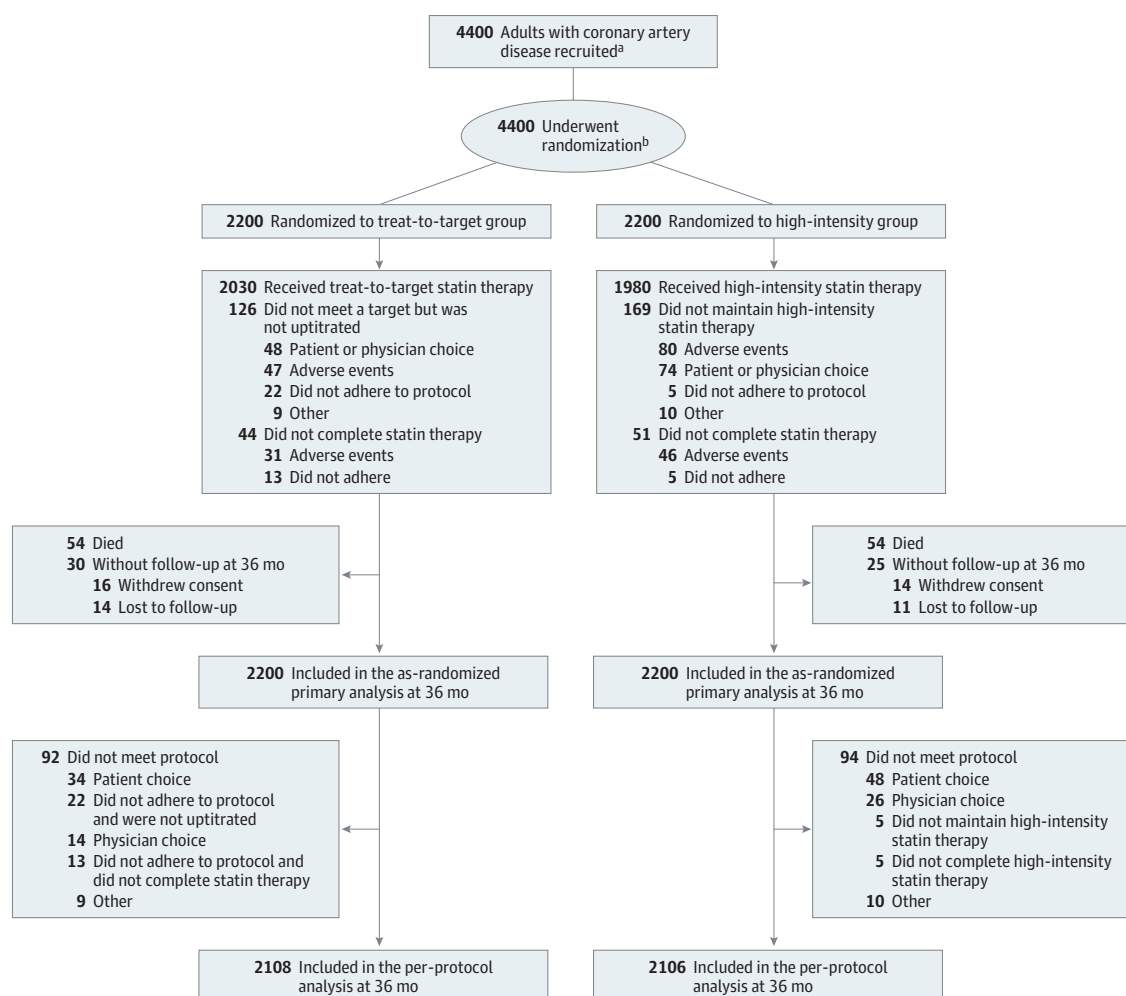 4400 Adults with coronary artery
disease recruitedª
4400 Underwent
randomizationᵇ
2200 Randomized to treat-to-target group
2200 Randomized to high-intensity group
2030 Received treat-to-target statin therapy
126 Did not meet a target but was
not uptitrated
48 Patient or physician choice
47 Adverse events
22 Did not adhere to protocol
9 Other
44 Did not complete statin therapy
31 Adverse events
13 Did not adhere
1980 Received high-intensity statin therapy
169 Did not maintain high-intensity
statin therapy
80 Adverse events
74 Patient or physician choice
5 Did not adhere to protocol
10 Other
51 Did not complete statin therapy
46 Adverse events
5 Did not adhere
54 Died
30 Without follow-up at 36 mo
16 Withdrew consent
14 Lost to follow-up
54 Died
25 Without follow-up at 36 mo
14 Withdrew consent
11 Lost to follow-up
2200 Included in the as-randomized
primary analysis at 36 mo
2200 Included in the as-randomized
primary analysis at 36 mo
92 Did not meet protocol
34 Patient choice
22 Did not adhere to protocol
and were not uptitrated
14 Physician choice
13 Did not adhere to protocol and
did not complete statin therapy
9 Other
94 Did not meet protocol
48 Patient choice
26 Physician choice
5 Did not maintain high-intensity
statin therapy
5 Did not complete high-intensity
statin therapy
10 Other
2108 Included in the per-protocol
analysis at 36 mo
2106 Included in the per-protocol
analysis at 36 mo